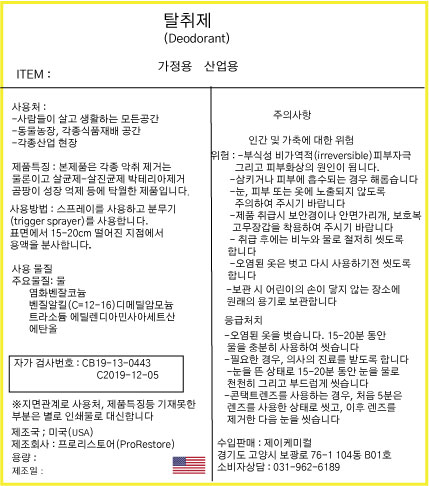 탈취제
(Deodorant)
가정용 산업용
ITEM :
사용처 :
-사람들이 살고 생활하는 모든공간
-동물농장, 각종식품재배 공간
-각종산업 현장
제품특징 : 본제품은 각종 악취 제거는
물론이고 살균제-살진균제 박테리아제거
곰팡이 성장 억제 등에 탁월한 제품입니다.
사용방법 : 스프레이를 사용하고 분무기
(trigger sprayer)를 사용합니다.
표면에서 15-20cm 떨어진 지점에서
용액을 분사합니다.
사용 물질
주요물질: 물
염화벤잘코늄
벤질알킬(C=12-16)디메틸암모늄
트라소듐 에틸렌디아민사아세트산
에탄올
자가 검사번호 : CB19-13-0443
C2019-12-05
※지면관계로 사용처, 제품특징등 기재못한
부분은 별로 인쇄물로 대신합니다
제조국 ; 미국(USA)
제조회사 : 프로리스토어(ProRestore)
용량 :
제조일 :
주의사항
인간 및 가축에 대한 위험
위험 : -부식성 비가역적(irreversible)피부자극
그리고 피부화상의 원인이 됩니다.
-삼키거나 피부에 흡수되는 경우 해롭습니다
-눈, 피부 또는 옷에 노출되지 않도록
주의하여 주시기 바랍니다
-제품 취급시 보안경이나 안면가리개, 보호복
고무장갑을 착용하여 주시기 바랍니다
- 취급 후에는 비누와 물로 철저히 씻도록
합니다
-오염된 옷은 벗고 다시 사용하기전 씻도록
합니다
-보관 시 어린이의 손이 닿지 않는 장소에
원래의 용기로 보관합니다
응급처치
-오염된 옷을 벗습니다. 15-20분 동안
물을 충분히 사용하여 씻습니다
-필요한 경우, 의사의 진료를 받도록 합니다
-눈을 뜬 상태로 15-20분 동안 눈을 물로
천천히 그리고 부드럽게 씻습니다
-콘택트렌즈를 사용하는 경우, 처음 5분은
렌즈를 사용한 상태로 씻고, 이후 렌즈를
제거한 다음 눈을 씻습니다
수입판매 : 제이케미컬
경기도 고양시 보광로 76-1 104동 B01호
소비자상담 : 031-962-6189